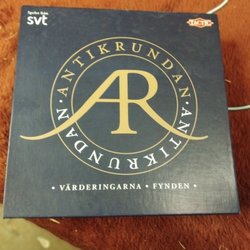 Spelet från
svt
TACTIC
ANTIKRUNDAN · ANTIKRUNDAN ·
AR
· VÄRDERINGARNA · FYNDEN ·